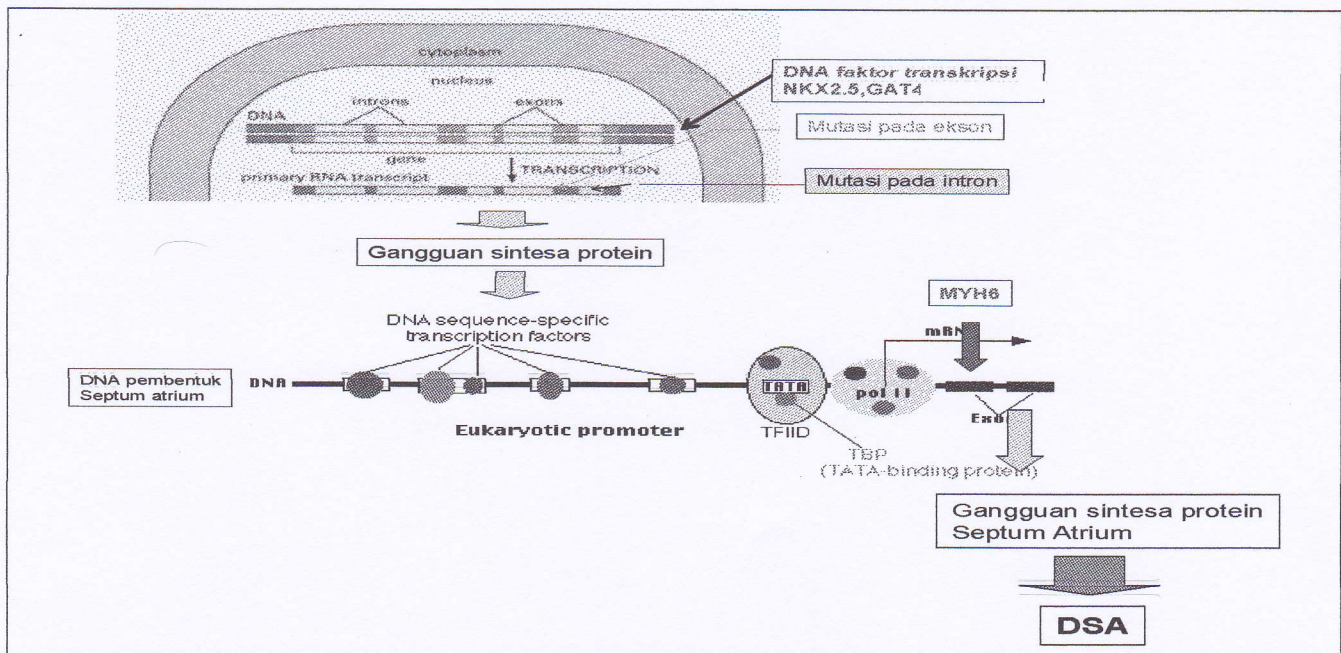 cytoplasm
nucleus
introns
exons
DNA
gene
TRANSCRIPTION
primary RNA transcript
DNA faktor transkripsi
NKX2.5,GAT4
Mutasi pada ekson
Mutasi pada intron
Gangguan sintesa protein
DNA sequence-specific
transcription factors
MYH6
mRN
DNA pembentuk
Septum atrium
DNA
TATA
pol II
Exo
Eukaryotic promoter
TFIID
TBP
(TATA-binding protein)
Gangguan sintesa protein
Septum Atrium
DSA